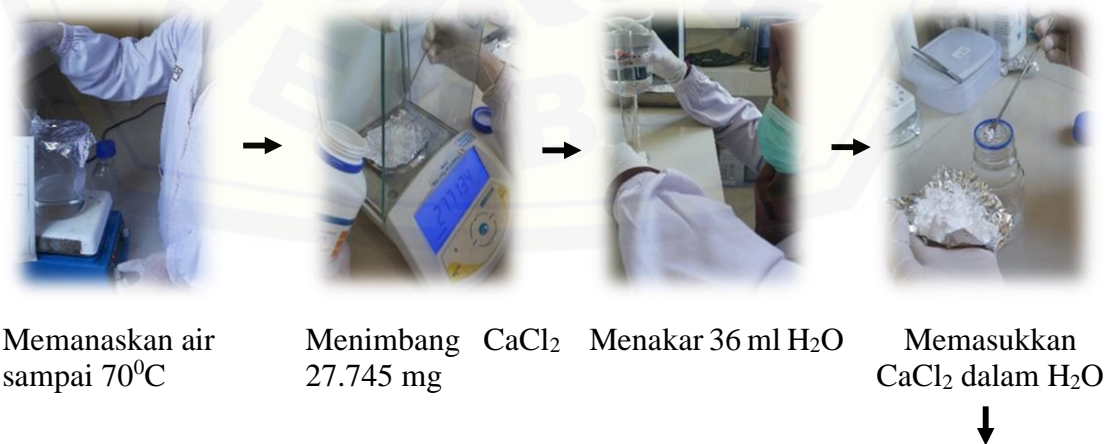 Memanaskan air
sampai 70⁰C
Menimbang CaCl₂
27.745 mg
Menakar 36 ml H₂O
Memasukkan
CaCl₂ dalam H₂O